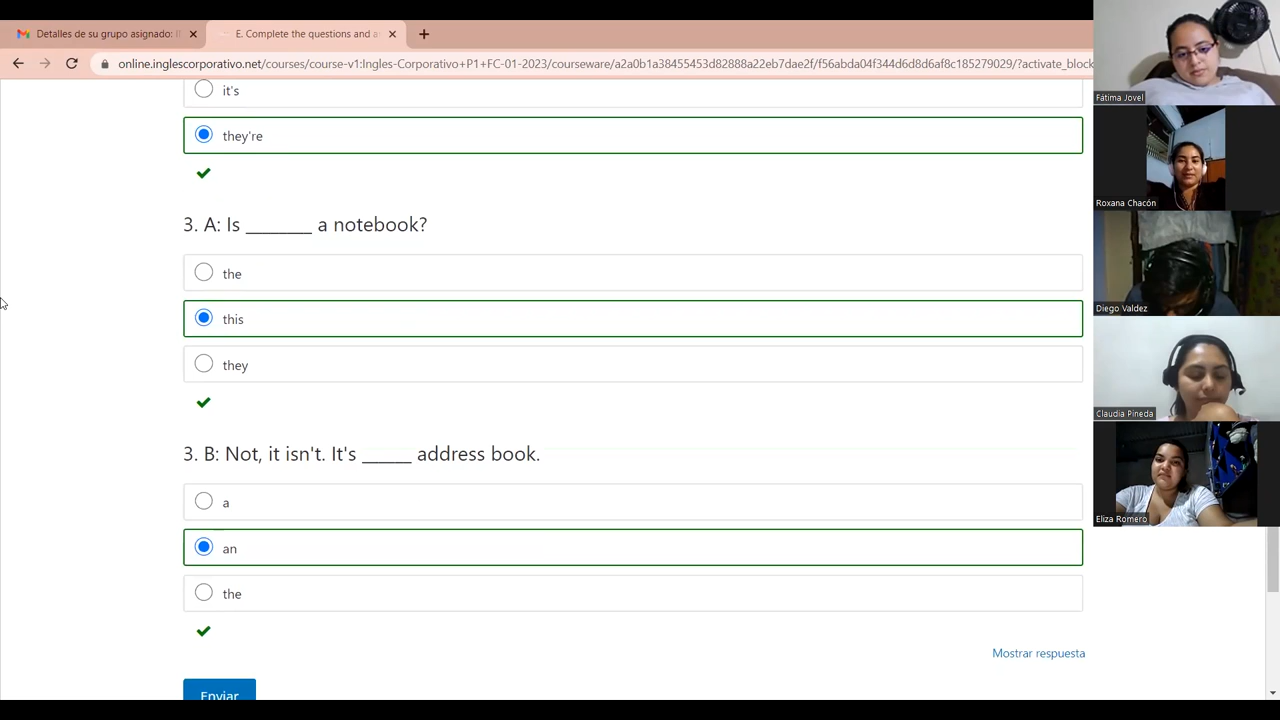 Detalles de su grupo asignado: I
E. Complete the questions and a
online.inglescorporativo.net/courses/course-v1:Ingles-Corporativo+P1+FC-01-2023/courseware/a2a0b1a38455453d82888a22eb7dae2f/f56abda04f344d6d8d6af8c185279029/?activate_block
it's
they're
3. A: Is ________ a notebook?
the
this
they
3. B: Not, it isn't. It's ______ address book.
a
an
the
Mostrar respuesta
Enviar
Fátima Jovel
Roxana Chacón
Diego Valdez
Claudia Pineda
Eliza Romero